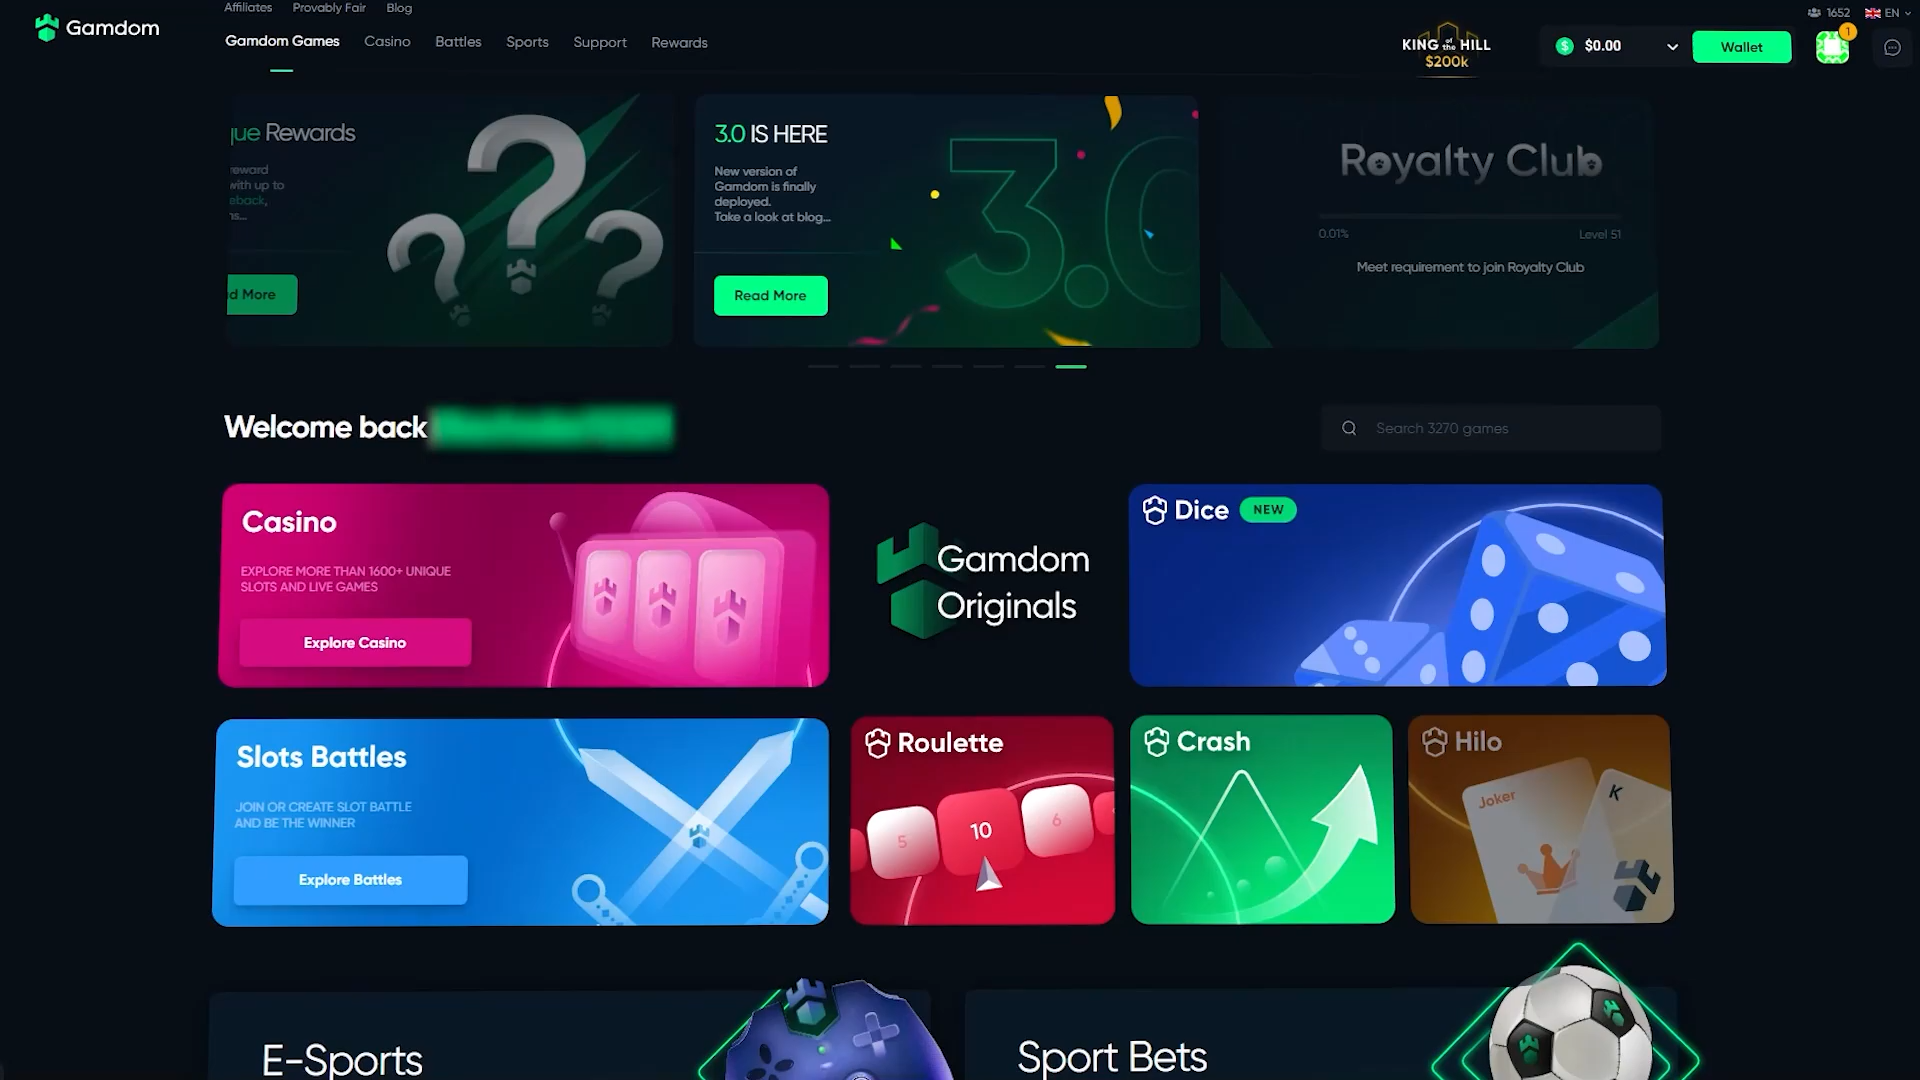 Affiliates Provably Fair Blog
1652 EN
Gamdom
Gamdom Games Casino Battles Sports Support Rewards
KING of the HILL
$200k
$0.00
Wallet
1
que Rewards
reward
with up to
eback,
ns...
d More
3.0 IS HERE
New version of
Gamdom is finally
deployed.
Take a look at blog...
Read More
3.0
Royalty Club
0.01% Level 51
Meet requirement to join Royalty Club
Welcome back
Search 3270 games
Casino
EXPLORE MORE THAN 1600+ UNIQUE
SLOTS AND LIVE GAMES
Explore Casino
Gamdom
Originals
Dice NEW
Slots Battles
JOIN OR CREATE SLOT BATTLE
AND BE THE WINNER
Explore Battles
Roulette
5 10 6
Crash
Hilo
Joker K
E-Sports
Sport Bets